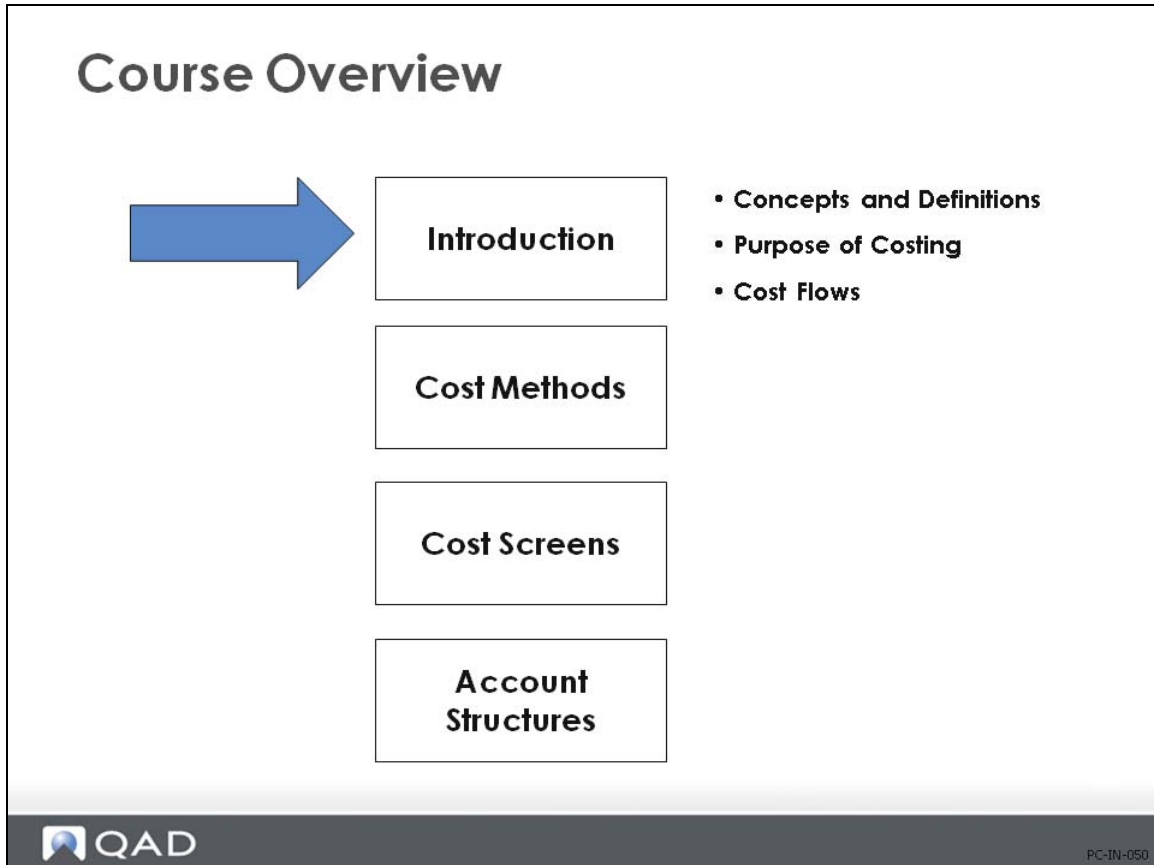 Course Overview
Introduction
• Concepts and Definitions
• Purpose of Costing
• Cost Flows
Cost Methods
Cost Screens
Account
Structures
QAD
PC-IN-050